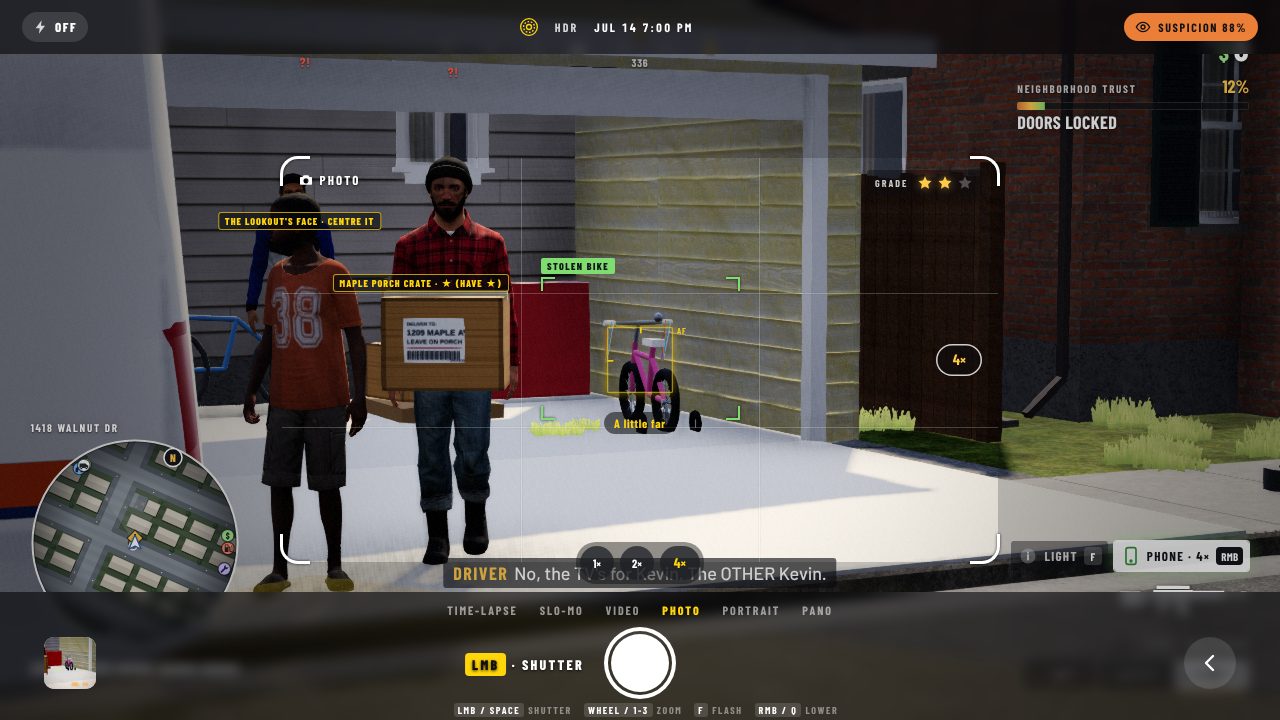 OFF
HDR JUL 14 7:00 PM
SUSPICION 88%
?!
?!
336
NEIGHBORHOOD TRUST 12%
DOORS LOCKED
PHOTO
GRADE
THE LOOKOUT'S FACE · CENTRE IT
STOLEN BIKE
MAPLE PORCH CRATE · ★ (HAVE ★)
38
DELIVER TO:
1209 MAPLE A
LEAVE ON PORCH
AF
4×
A little far
1418 WALNUT DR
N
$
LIGHT F
PHONE · 4× RMB
1× 2× 4×
DRIVER No, the TV's for Kevin. The OTHER Kevin.
TIME-LAPSE SLO-MO VIDEO PHOTO PORTRAIT PANO
LMB · SHUTTER
LMB / SPACE SHUTTER WHEEL / 1-3 ZOOM F FLASH RMB / Q LOWER